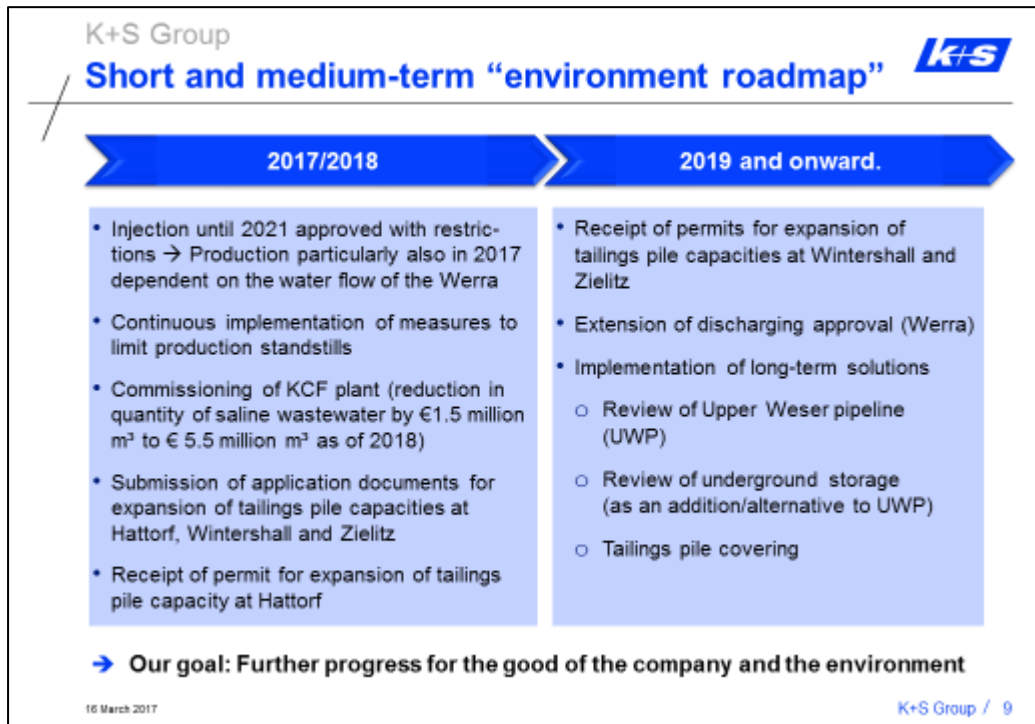 K+S Group
Short and medium-term “environment roadmap”
k+s
2017/2018
2019 and onward.
• Injection until 2021 approved with restric-
tions → Production particularly also in 2017
dependent on the water flow of the Werra
• Continuous implementation of measures to
limit production standstills
• Commissioning of KCF plant (reduction in
quantity of saline wastewater by €1.5 million
m³ to € 5.5 million m³ as of 2018)
• Submission of application documents for
expansion of tailings pile capacities at
Hattorf, Wintershall and Zielitz
• Receipt of permit for expansion of tailings
pile capacity at Hattorf
• Receipt of permits for expansion of
tailings pile capacities at Wintershall and
Zielitz
• Extension of discharging approval (Werra)
• Implementation of long-term solutions
o Review of Upper Weser pipeline
(UWP)
o Review of underground storage
(as an addition/alternative to UWP)
o Tailings pile covering
→ Our goal: Further progress for the good of the company and the environment
16 March 2017
K+S Group / 9